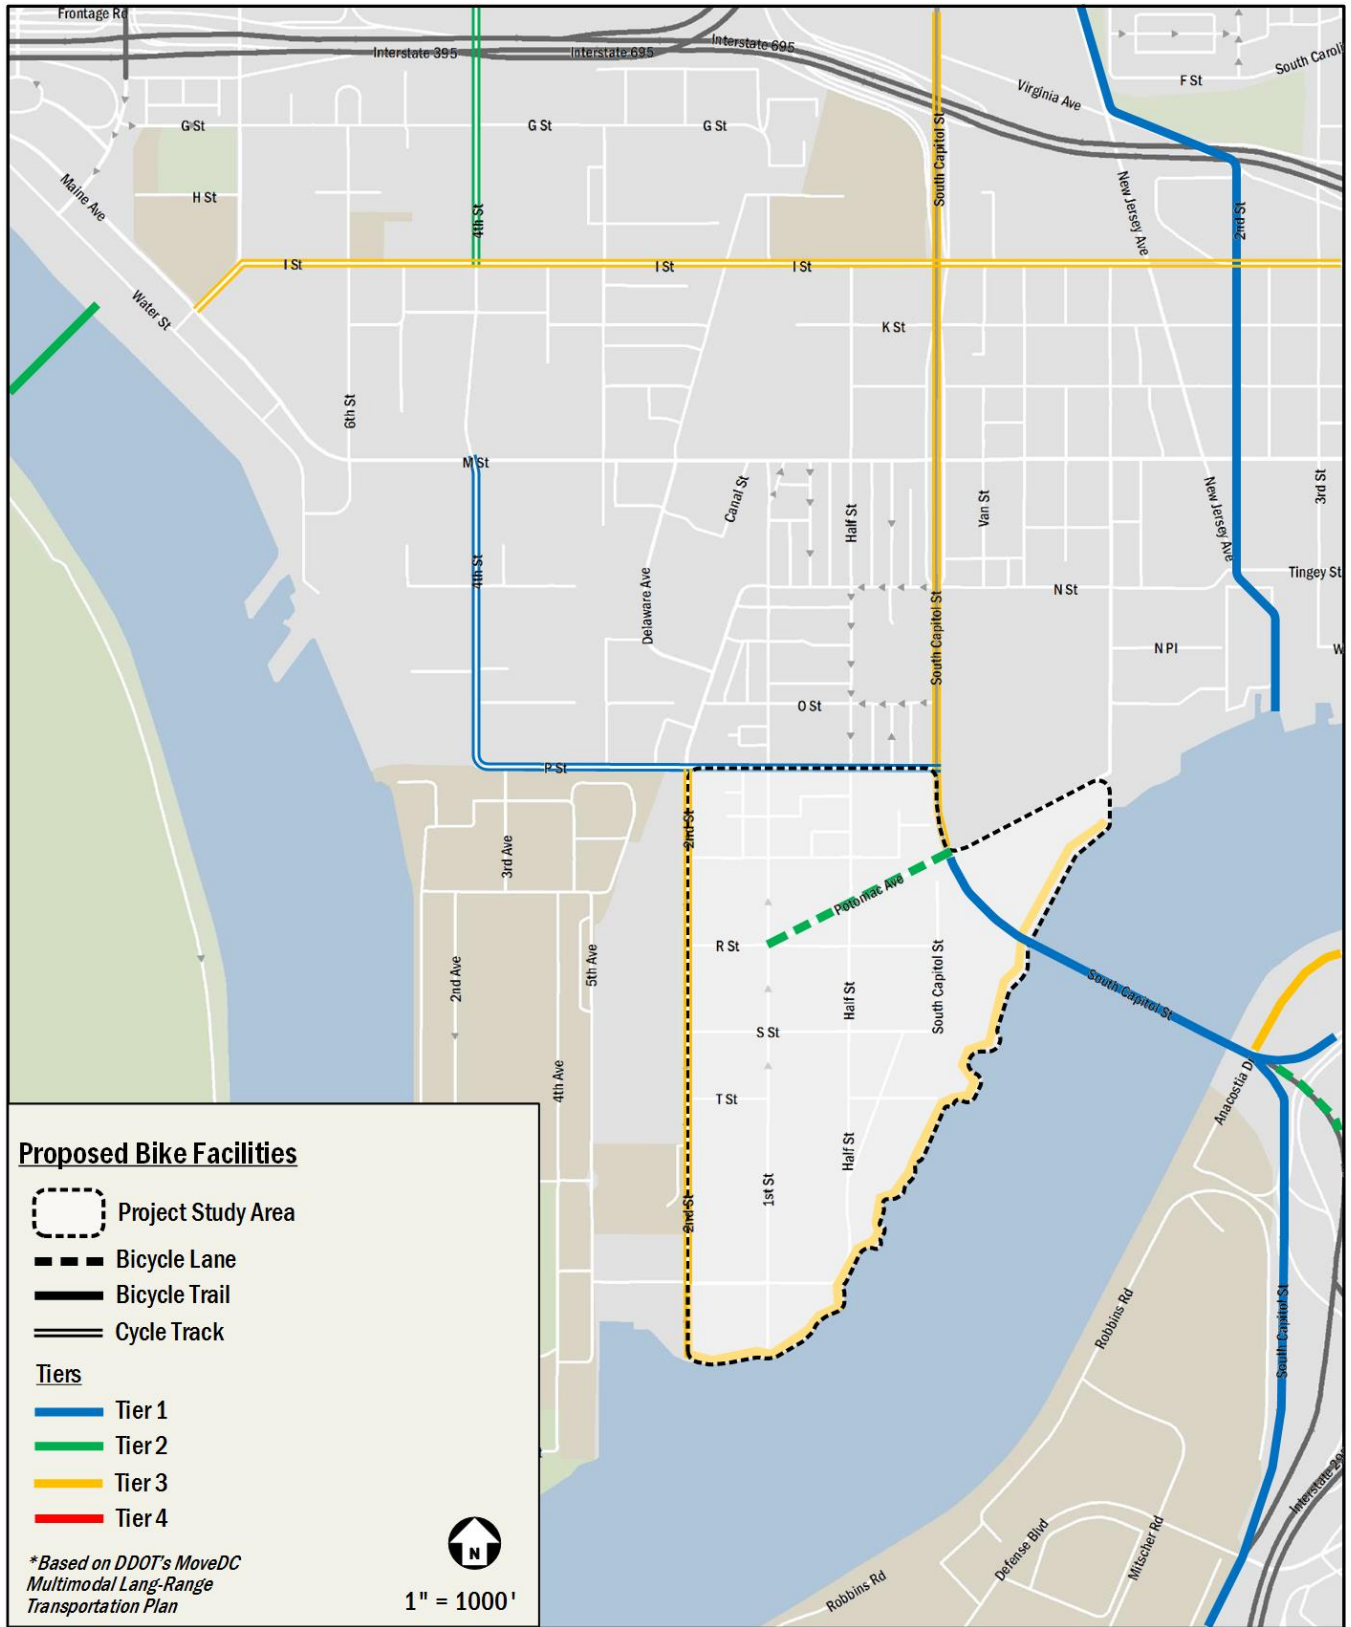 Frontage Rd
Interstate 395
Interstate 695
Interstate 695
South Caroli
F St
Virginia Ave
G St
G St
G St
South Capitol St
H St
Maine Ave
4th St
New Jersey Ave
2nd St
I St
I St
I St
Water St
K St
6th St
M St
Canal St
Half St
Van St
New Jersey Ave
3rd St
4th St
Delaware Ave
N St
Tingey St
South Capitol St
N Pl
W
O St
P St
2nd St
3rd Ave
Potomac Ave
R St
2nd Ave
5th Ave
Half St
South Capitol St
South Capitol St
S St
4th Ave
T St
Anacostia Dr
Half St
1st St
2nd St
Robbins Rd
South Capitol St
Interstate 29
Defense Blvd
Mitscher Rd
Robbins Rd
Proposed Bike Facilities
Project Study Area
Bicycle Lane
Bicycle Trail
Cycle Track
Tiers
Tier 1
Tier 2
Tier 3
Tier 4
*Based on DDOT's MoveDC
Multimodal Lang-Range
Transportation Plan
N
1" = 1000'